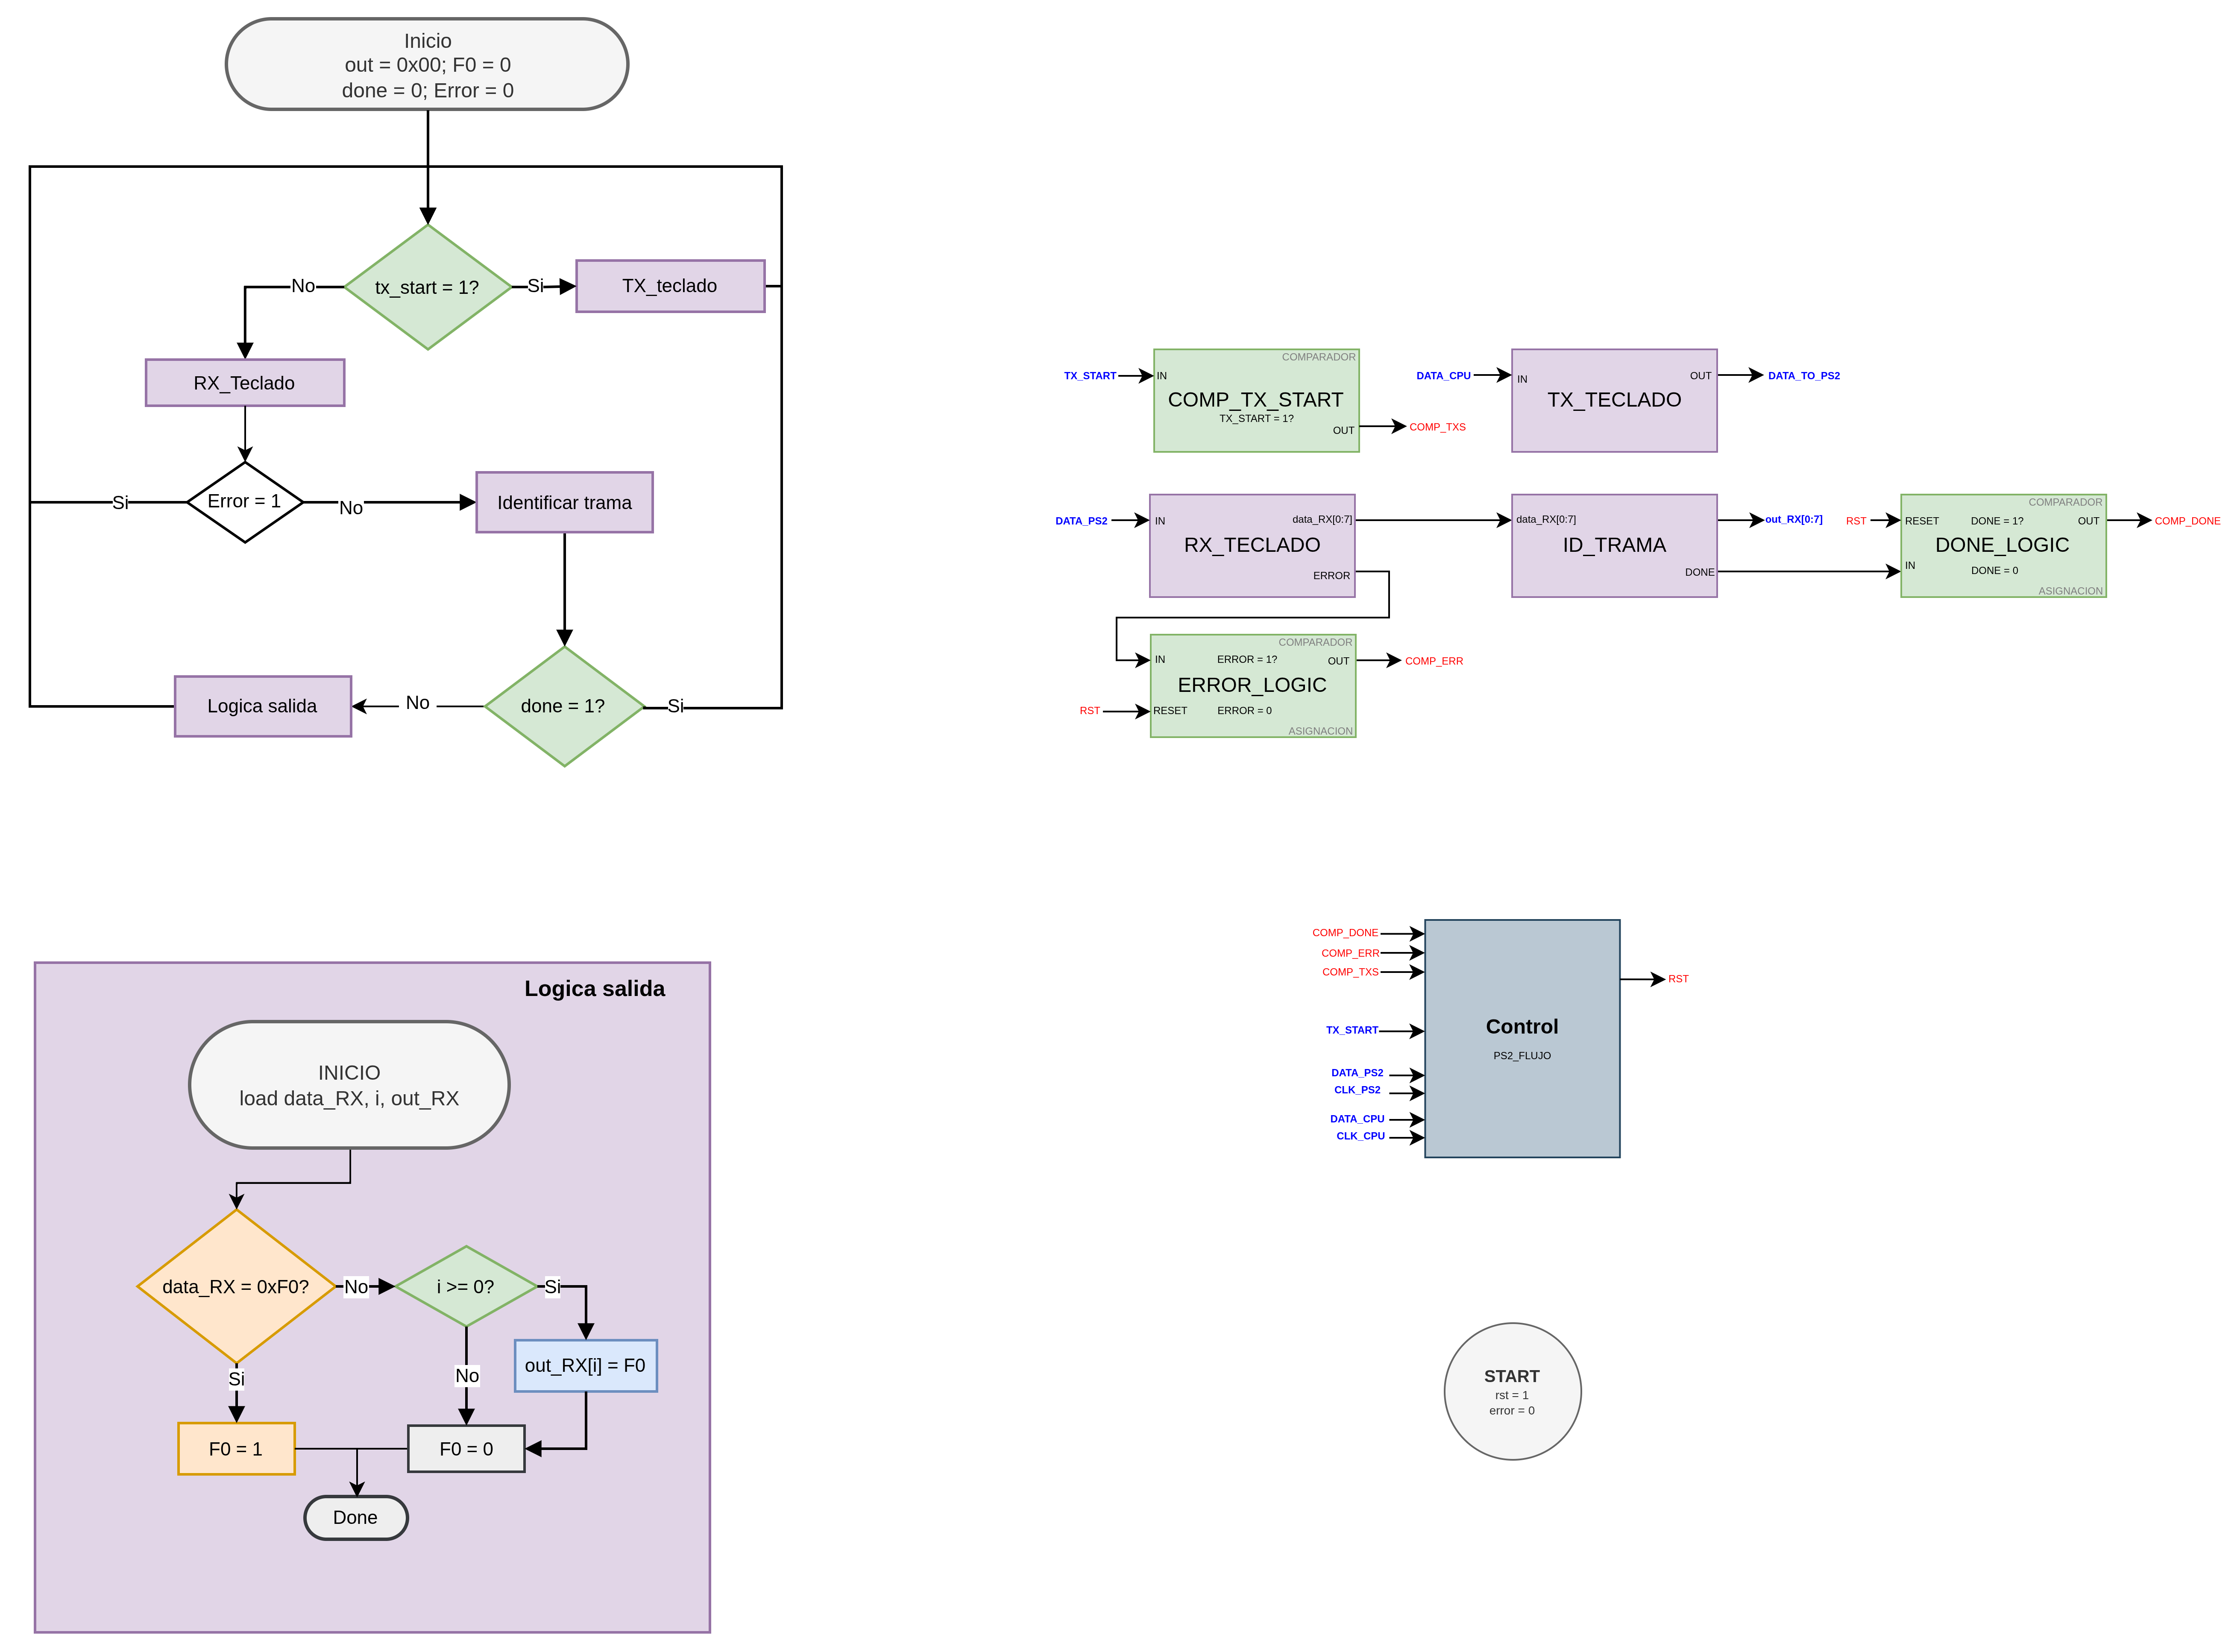 Inicio
out = 0x00; F0 = 0
done = 0; Error = 0
tx_start = 1?
No
Si
TX_teclado
RX_Teclado
Error = 1
Si
No
Identificar trama
done = 1?
No
Si
Logica salida
Logica salida
INICIO
load data_RX, i, out_RX
data_RX = 0xF0?
No
i >= 0?
Si
Si
No
out_RX[i] = F0
F0 = 1
F0 = 0
Done
TX_START
COMPARADOR
IN
COMP_TX_START
TX_START = 1?
OUT
COMP_TXS
DATA_CPU
IN
OUT
TX_TECLADO
DATA_TO_PS2
DATA_PS2
IN
data_RX[0:7]
RX_TECLADO
ERROR
data_RX[0:7]
ID_TRAMA
DONE
out_RX[0:7]
RST
COMPARADOR
RESET
DONE = 1?
OUT
DONE_LOGIC
IN
DONE = 0
ASIGNACION
COMP_DONE
COMPARADOR
IN
ERROR = 1?
OUT
ERROR_LOGIC
RST
RESET
ERROR = 0
ASIGNACION
COMP_ERR
COMP_DONE
COMP_ERR
COMP_TXS
TX_START
DATA_PS2
CLK_PS2
DATA_CPU
CLK_CPU
Control
PS2_FLUJO
RST
START
rst = 1
error = 0